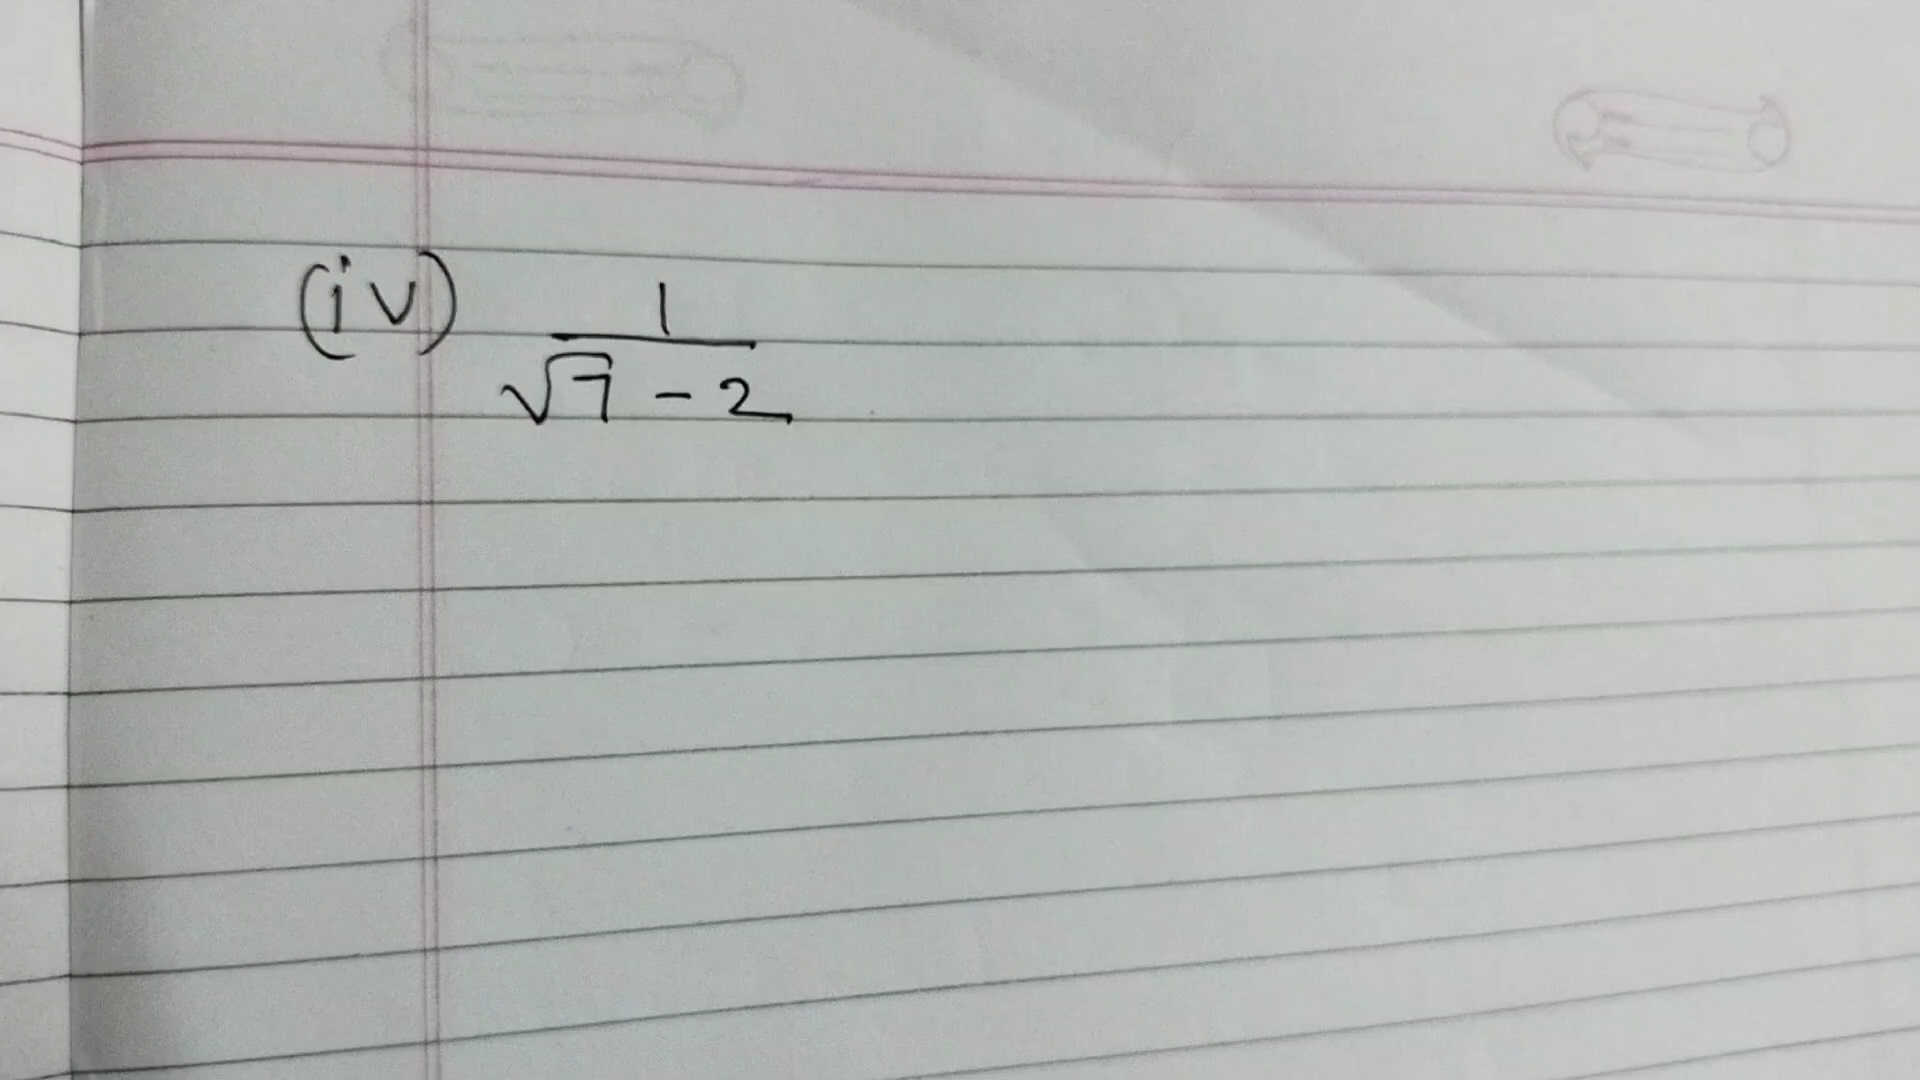 (iv) 1/(√7 - 2)